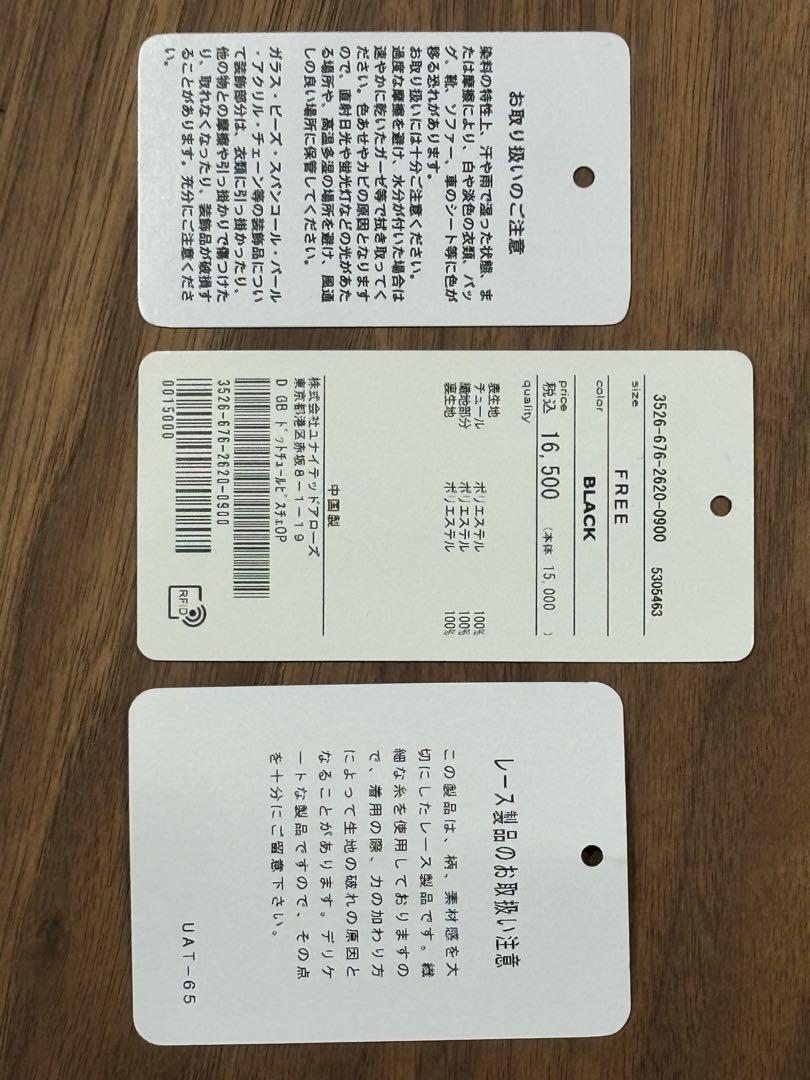 お取り扱いのご注意
染料の特性上、汗や雨で湿った状態、ま
たは摩擦により、白や淡色の衣類、バッ
グ、靴、ソファー、車のシート等に色が
移る恐れがあります。
お取り扱いには十分ご注意ください。
過度な摩擦を避け、水分が付いた場合は
速やかに乾いたガーゼ等で拭き取ってく
ださい。色あせやカビの原因となります
ので、直射日光や蛍光灯などの光があた
る場所や、高温多湿の場所を避け、風通
しの良い場所に保管してください。
ガラス・ビーズ・スパンコール・パール
・アクリル・チェーン等の装飾品につい
て装飾部分は、衣類に引っ掛かったり、
他の物との摩擦や引っ掛かりで傷つけた
り、取れなくなったり、装飾品が破損す
ることがあります。充分にご注意くださ
い。
3526-676-2620-0900 5305463
size FREE
color BLACK
price 税込 16,500 (本体 15,000 )
quality
表生地 ポリエステル 100%
チュール繊地部分 ポリエステル 100%
裏生地 ポリエステル 100%
中国製
株式会社ユナイテッドアローズ
東京都港区赤坂8-1-19
D GB ドットチュールビスチェOP
3526-676-2620-0900
0015000
RFID
レース製品のお取扱い注意
この製品は、柄、素材感を大
切にしたレース製品です。繊
細な糸を使用しておりますの
で、着用の際、力の加わり方
によって生地の破れの原因と
なることがあります。デリケ
ートな製品ですので、その点
を十分にご留意下さい。
UAT-65